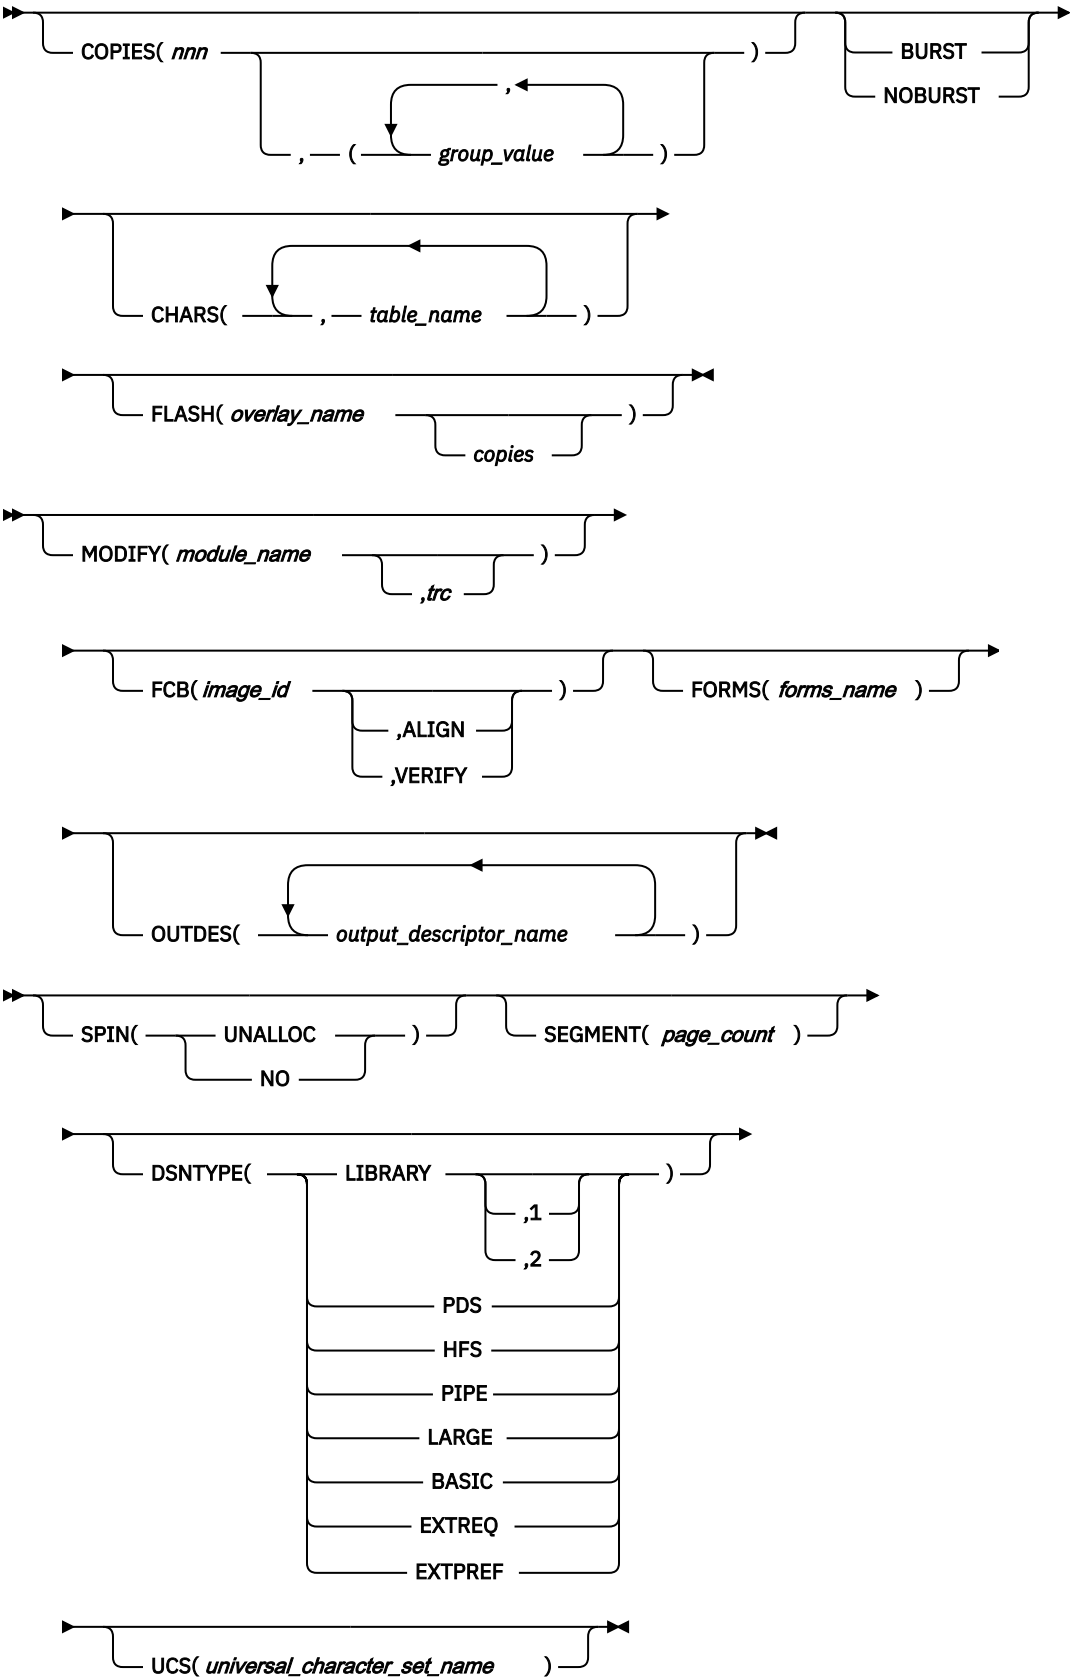 COPIES( nnn )
BURST
NOBURST
,
, ( group_value )
CHARS( , table_name )
FLASH( overlay_name )
copies
MODIFY( module_name )
,trc
FCB( image_id )
FORMS( forms_name )
,ALIGN
,VERIFY
OUTDES( output_descriptor_name )
SPIN( UNALLOC )
SEGMENT( page_count )
NO
DSNTYPE( LIBRARY )
,1
,2
PDS
HFS
PIPE
LARGE
BASIC
EXTREQ
EXTPREF
UCS( universal_character_set_name )